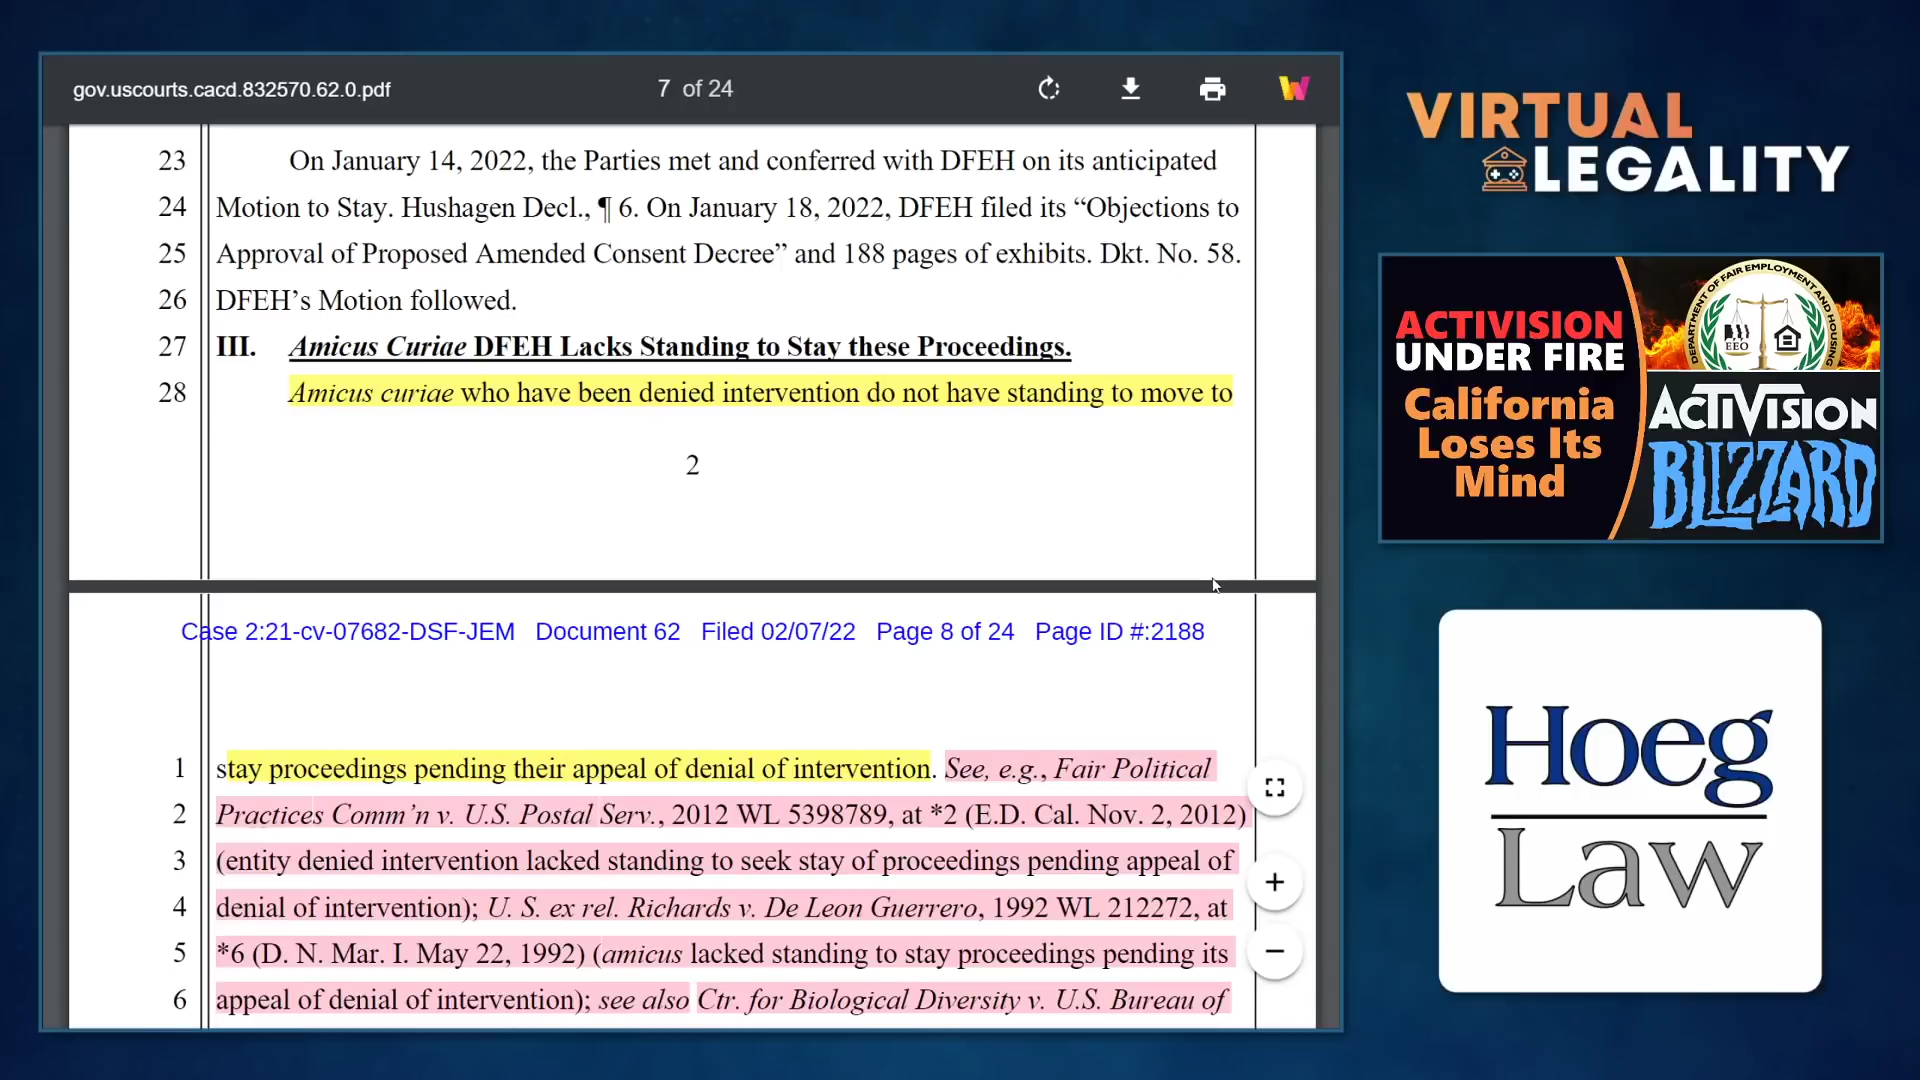 gov.uscourts.cacd.832570.62.0.pdf
7 of 24
23 On January 14, 2022, the Parties met and conferred with DFEH on its anticipated
24 Motion to Stay. Hushagen Decl., ¶ 6. On January 18, 2022, DFEH filed its “Objections to
25 Approval of Proposed Amended Consent Decree” and 188 pages of exhibits. Dkt. No. 58.
26 DFEH’s Motion followed.
27 III. Amicus Curiae DFEH Lacks Standing to Stay these Proceedings.
28 Amicus curiae who have been denied intervention do not have standing to move to
2
Case 2:21-cv-07682-DSF-JEM Document 62 Filed 02/07/22 Page 8 of 24 Page ID #:2188
1 stay proceedings pending their appeal of denial of intervention. See, e.g., Fair Political
2 Practices Comm’n v. U.S. Postal Serv., 2012 WL 5398789, at *2 (E.D. Cal. Nov. 2, 2012)
3 (entity denied intervention lacked standing to seek stay of proceedings pending appeal of
4 denial of intervention); U. S. ex rel. Richards v. De Leon Guerrero, 1992 WL 212272, at
5 *6 (D. N. Mar. I. May 22, 1992) (amicus lacked standing to stay proceedings pending its
6 appeal of denial of intervention); see also Ctr. for Biological Diversity v. U.S. Bureau of
VIRTUAL
LEGALITY
ACTIVISION
UNDER FIRE
California
Loses Its
Mind
DEPARTMENT OF FAIR EMPLOYMENT AND HOUSING
EEO
ACTIVISION
BLIZZARD
Hoeg
Law